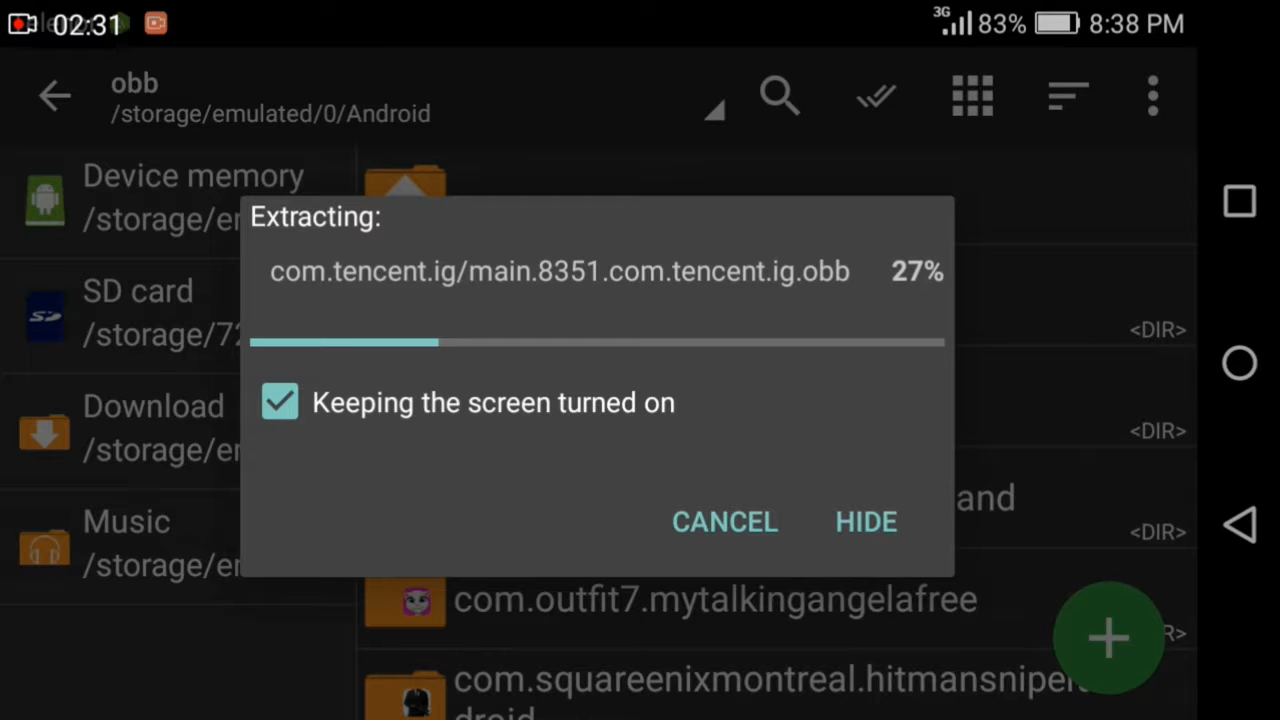 02:31
3G 83% 8:38 PM
obb
/storage/emulated/0/Android
Device memory
/storage/e
SD card
/storage/72
Download
/storage/e
Music
/storage/e
Extracting:
com.tencent.ig/main.8351.com.tencent.ig.obb 27%
Keeping the screen turned on
CANCEL HIDE
<DIR>
<DIR>
and
<DIR>
com.outfit7.mytalkingangelafree
R>
com.squareenixmontreal.hitmansniper
droid